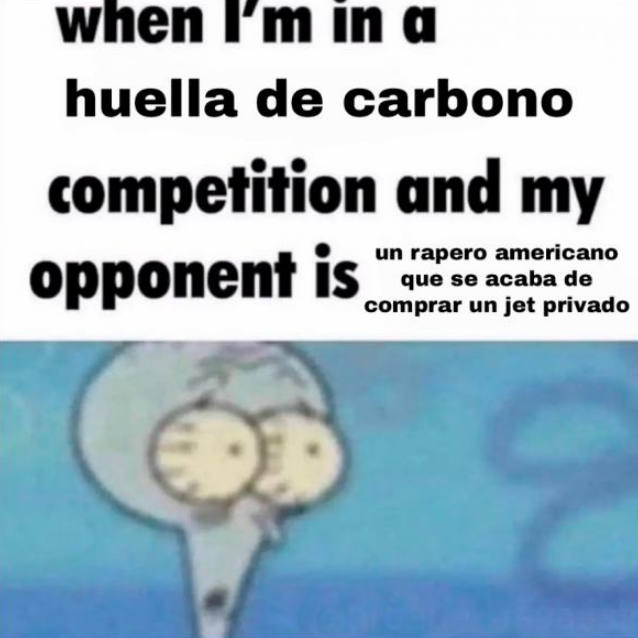 when I'm in a
huella de carbono
competition and my
opponent is un rapero americano
que se acaba de
comprar un jet privado